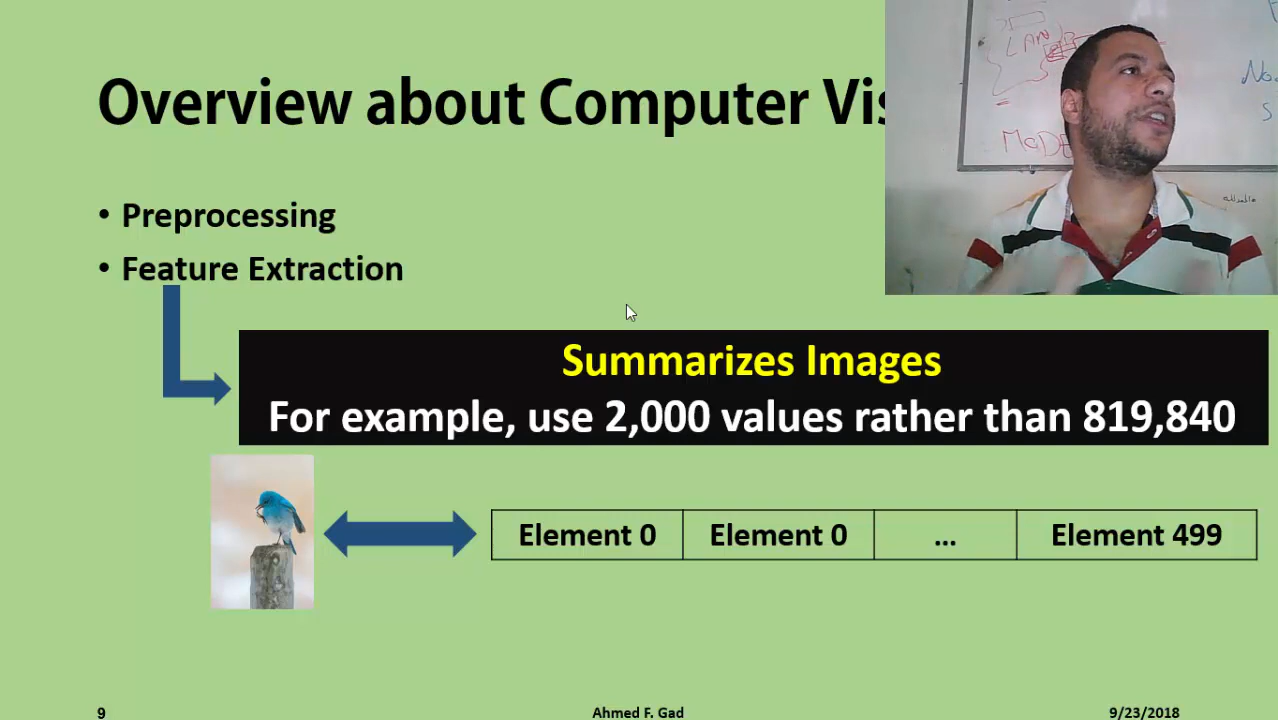 Overview about Computer Vis
• Preprocessing
• Feature Extraction
Summarizes Images
For example, use 2,000 values rather than 819,840
Element 0 Element 0 ... Element 499
9 Ahmed F. Gad 9/23/2018